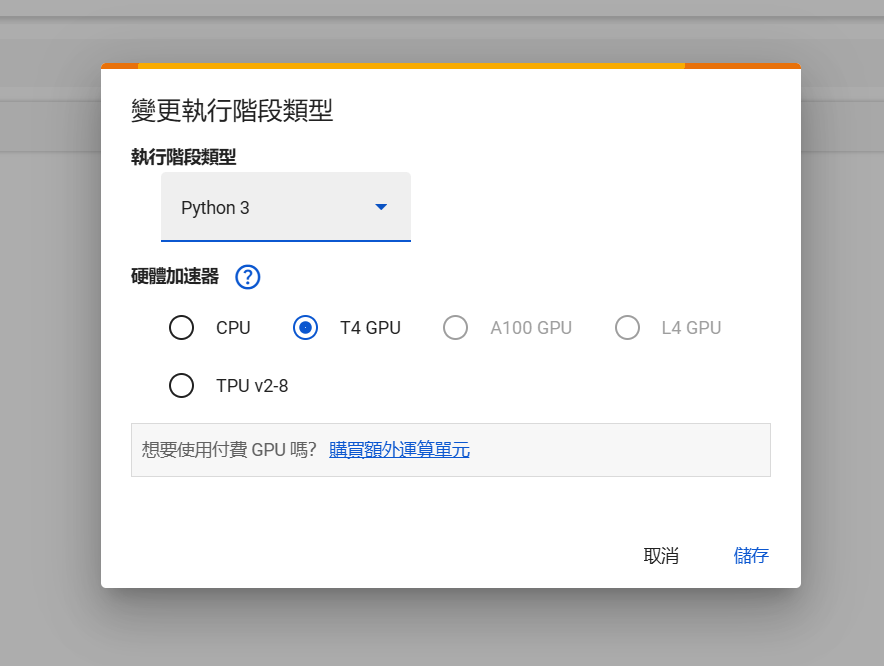 變更執行階段類型
執行階段類型
Python 3
硬體加速器 ?
CPU T4 GPU A100 GPU L4 GPU
TPU v2-8
想要使用付費 GPU 嗎? 購買額外運算單元
取消 儲存